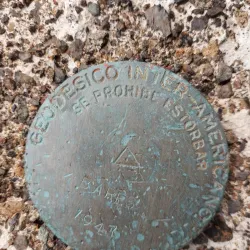 GEODESICO INTER-AMERICANO
SE PROHIBE ESTORBAR
1947